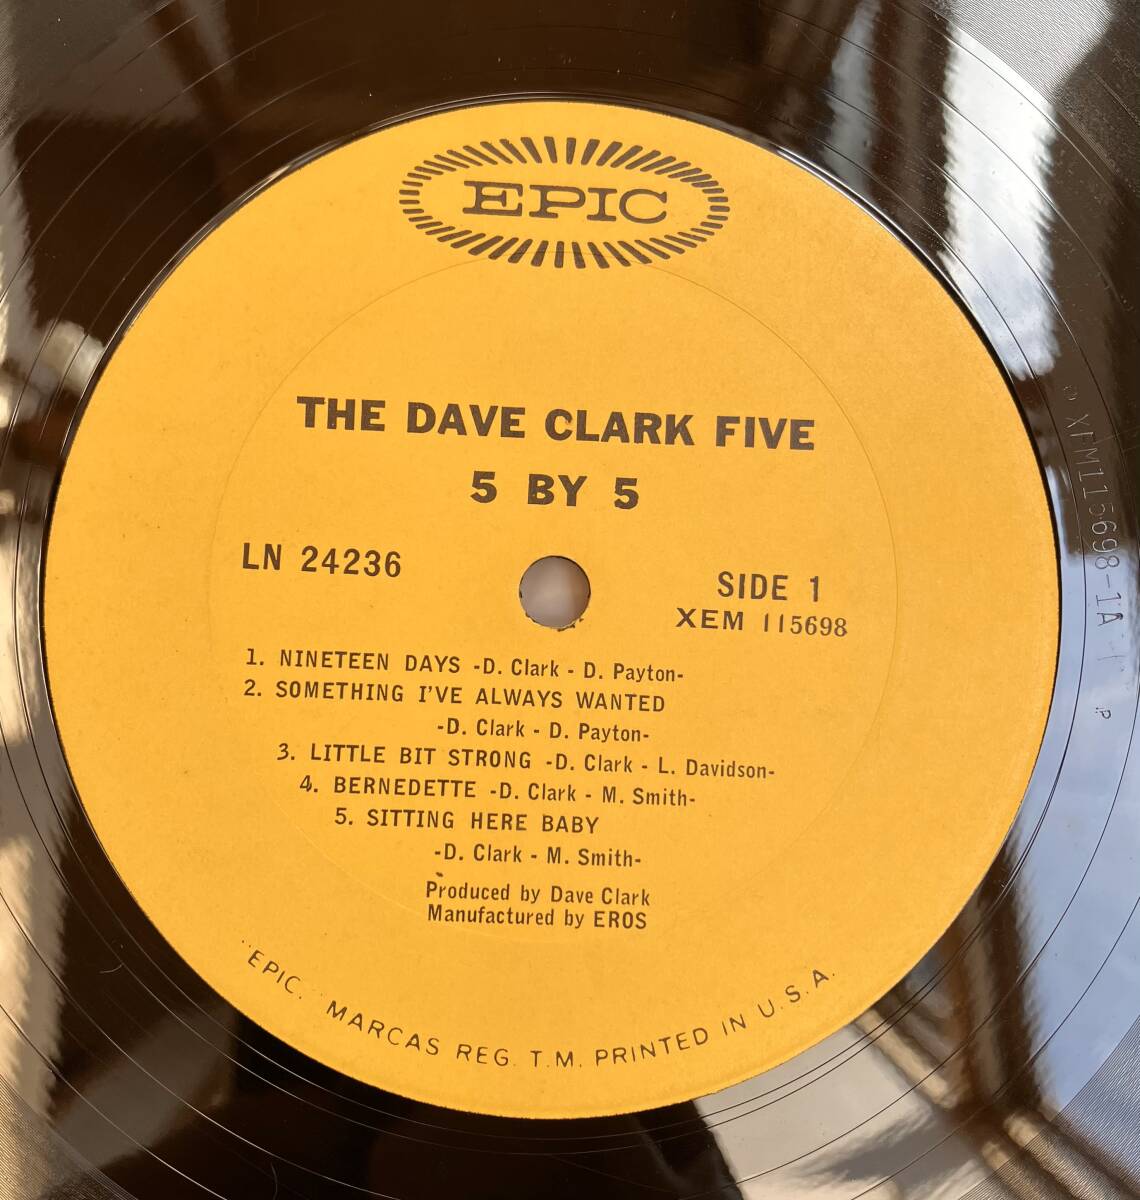 EPIC
THE DAVE CLARK FIVE
5 BY 5
LN 24236
SIDE 1
XEM 115698
1. NINETEEN DAYS -D. Clark - D. Payton-
2. SOMETHING I'VE ALWAYS WANTED
-D. Clark - D. Payton-
3. LITTLE BIT STRONG -D. Clark - L. Davidson-
4. BERNEDETTE -D. Clark - M. Smith-
5. SITTING HERE BABY
-D. Clark - M. Smith-
Produced by Dave Clark
Manufactured by EROS
"EPIC," MARCAS REG. T.M. PRINTED IN U.S.A.
XEM115698-1A
P